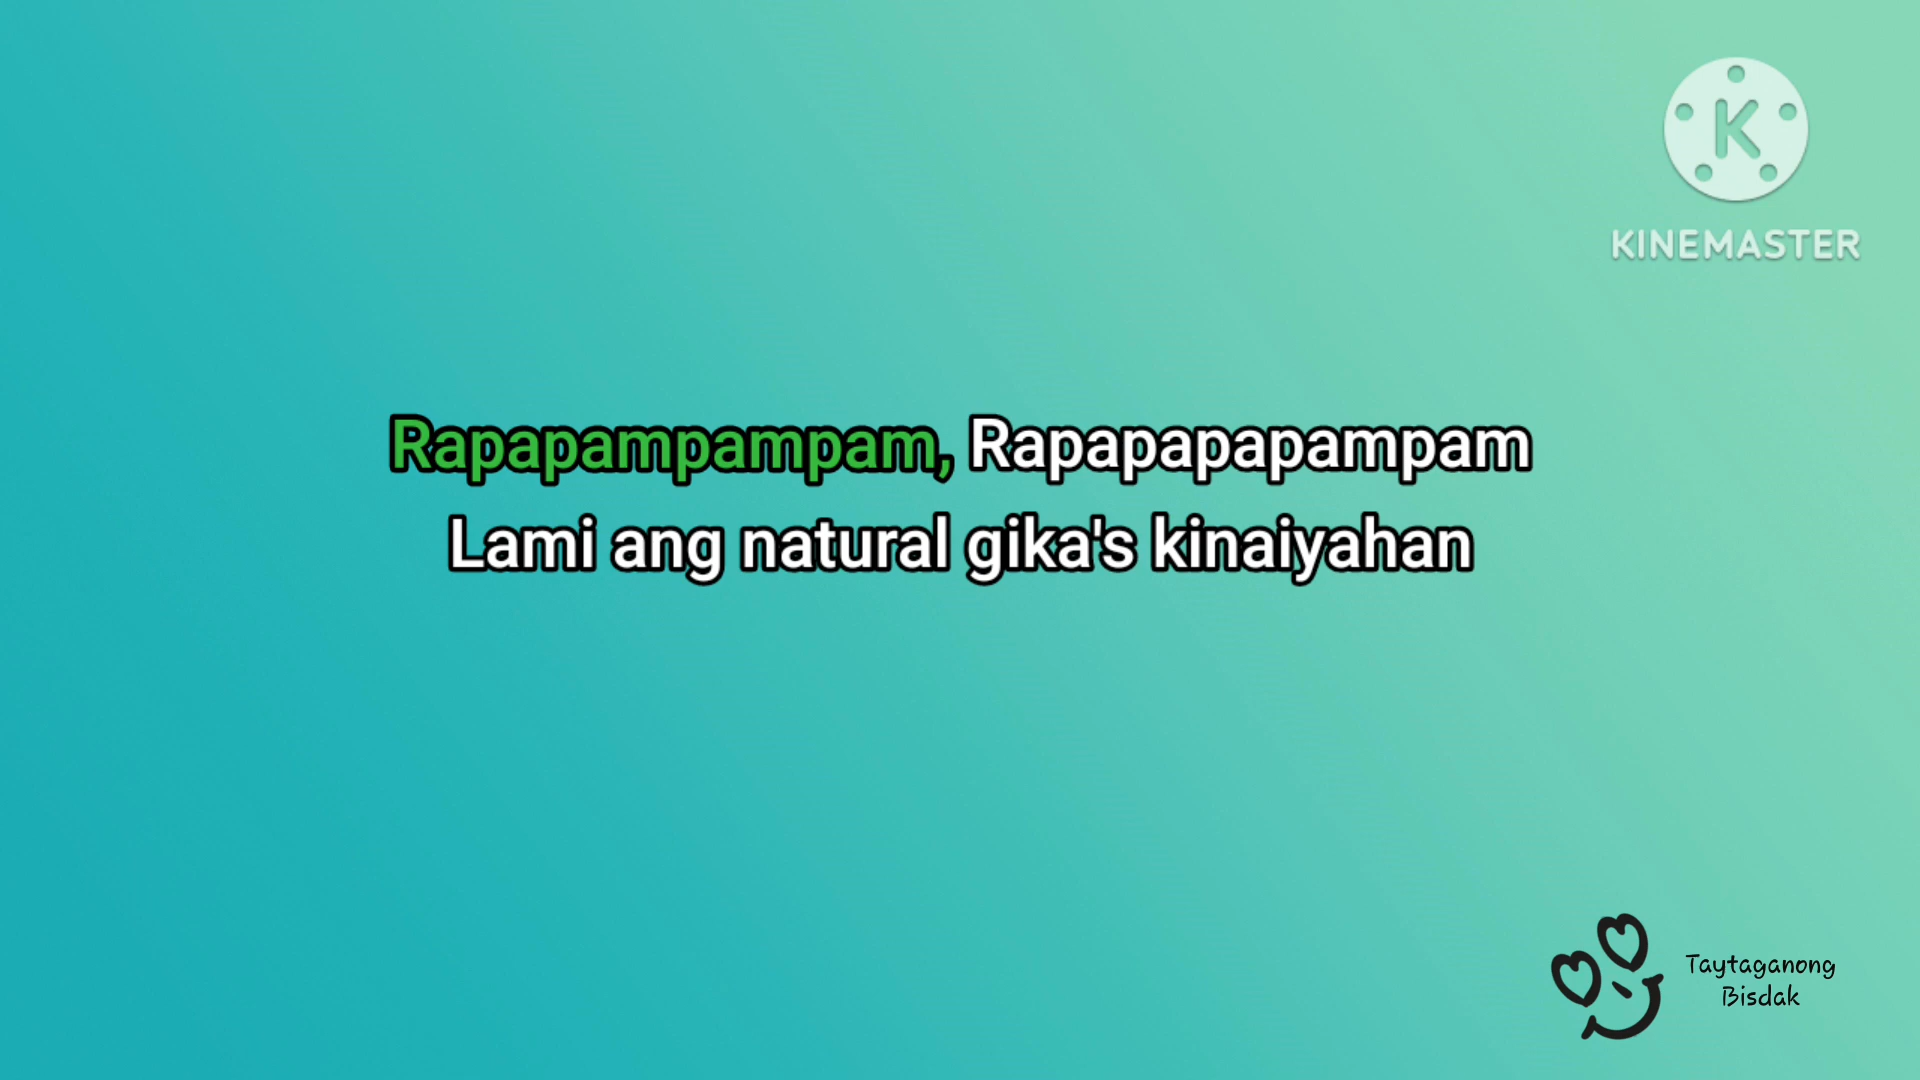 K
KINEMASTER
Rapapampampam, Rapapapapampam
Lami ang natural gika's kinaiyahan
Taytaganong
Bisdak